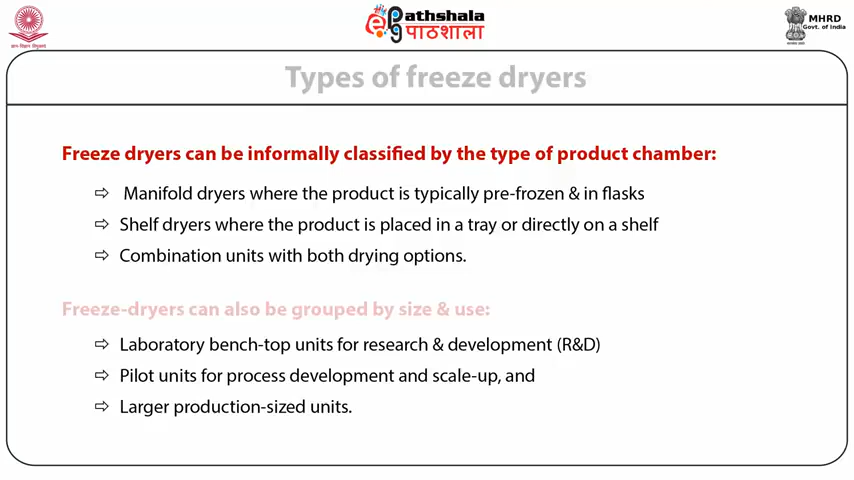 ePathshala
पाठशाला
MHRD
Govt. of India
Types of freeze dryers
Freeze dryers can be informally classified by the type of product chamber:
⇨ Manifold dryers where the product is typically pre-frozen & in flasks
⇨ Shelf dryers where the product is placed in a tray or directly on a shelf
⇨ Combination units with both drying options.
Freeze-dryers can also be grouped by size & use:
⇨ Laboratory bench-top units for research & development (R&D)
⇨ Pilot units for process development and scale-up, and
⇨ Larger production-sized units.